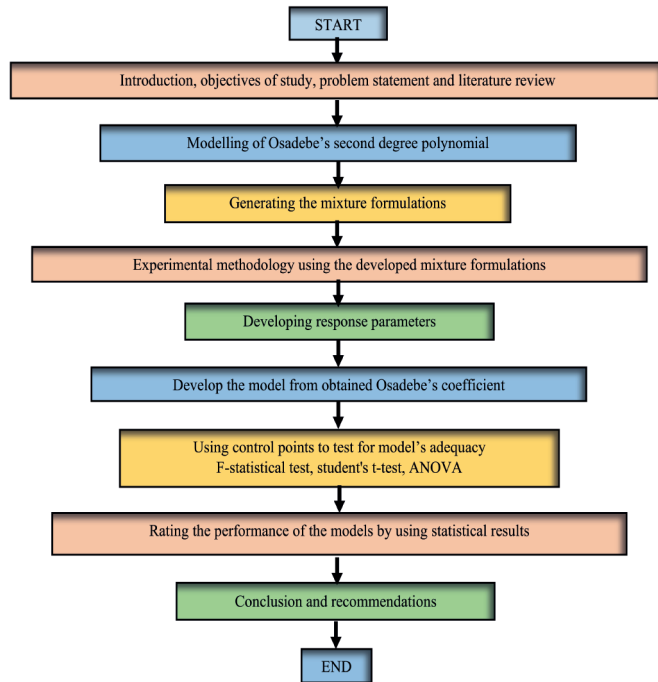 START
Introduction, objectives of study, problem statement and literature review
Modelling of Osadebe's second degree polynomial
Generating the mixture formulations
Experimental methodology using the developed mixture formulations
Developing response parameters
Develop the model from obtained Osadebe's coefficient
Using control points to test for model's adequacy
F-statistical test, student's t-test, ANOVA
Rating the performance of the models by using statistical results
Conclusion and recommendations
END